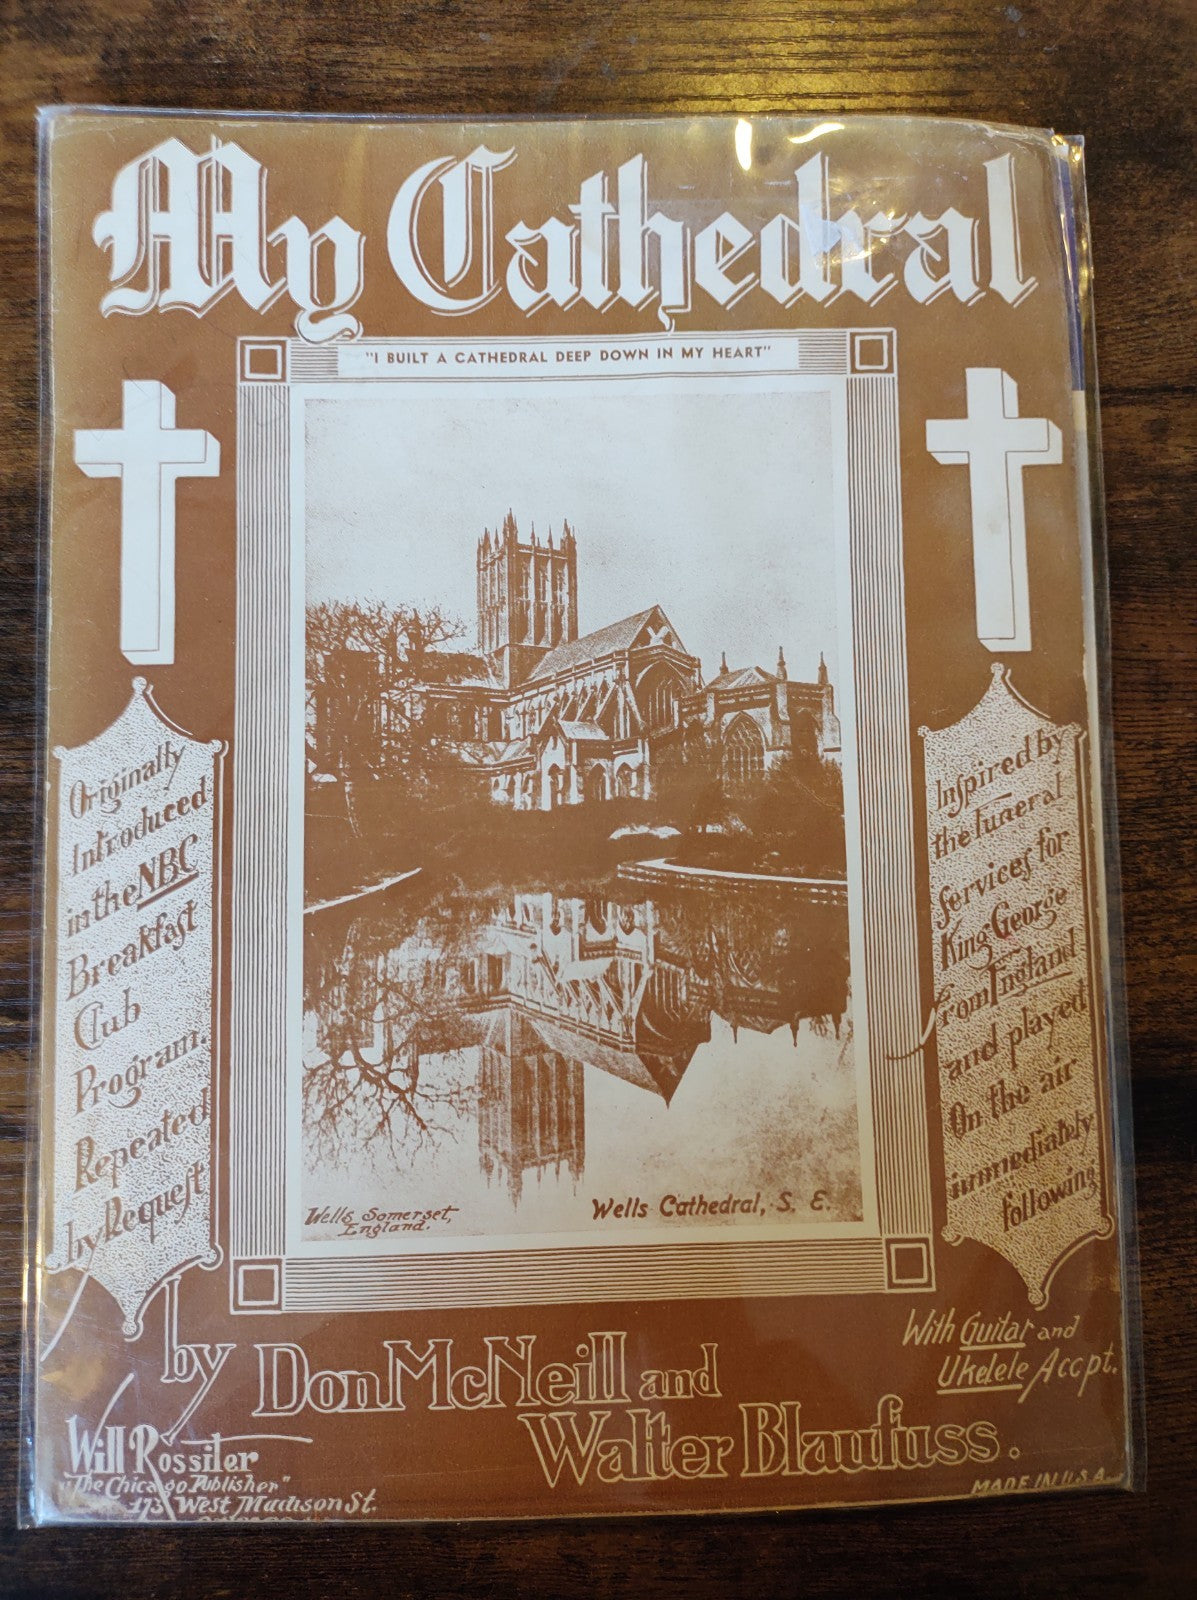 My Cathedral
"I BUILT A CATHEDRAL DEEP DOWN IN MY HEART"
Originally
Introduced
in the NBC
Breakfast
Club
Program.
Repeated
by Request
Inspired by
the funeral
services for
King George
from England
and played
On the air
immediately
following
Wells Somerset,
England.
Wells Cathedral, S. E.
by Don McNeill and
Walter Blaufuss.
With Guitar and
Ukelele Accpt.
Will Rossiter
"The Chicago Publisher"
173 West Madison St.
MADE IN U.S.A.